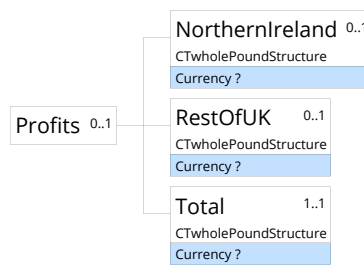 NorthernIreland 0..1
CTwholePoundStructure
Currency ?
Profits 0..1
RestOfUK 0..1
CTwholePoundStructure
Currency ?
Total 1..1
CTwholePoundStructure
Currency ?